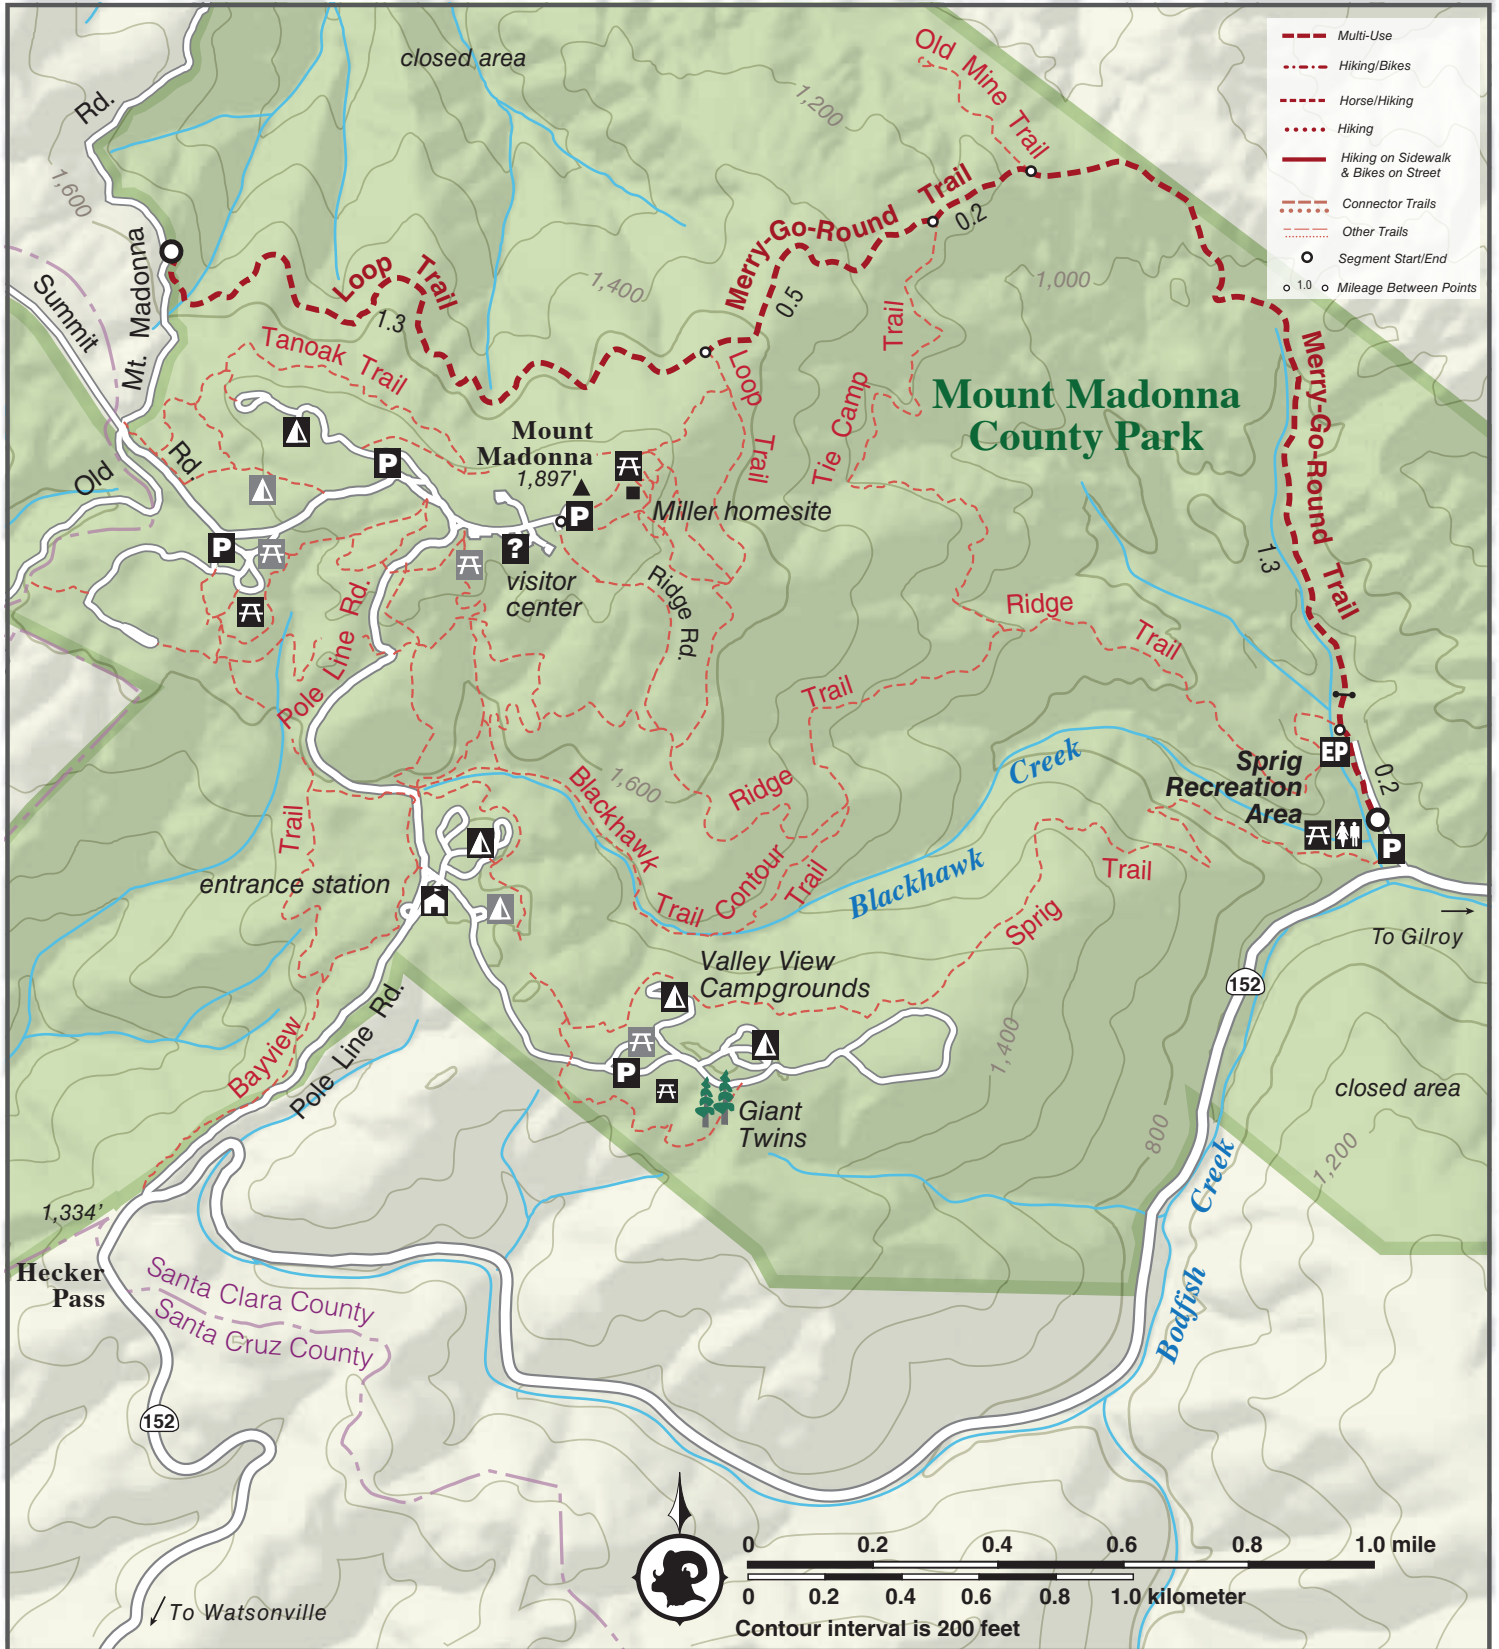 closed area
Rd.
1,600
Mt. Madonna
Summit
Rd.
Old
Loop Trail
1.3
Tanoak Trail
1,400
1,200
Old Mine Trail
Merry-Go-Round Trail
0.5
0.2
1,000
Multi-Use
Hiking/Bikes
Horse/Hiking
Hiking
Hiking on Sidewalk
& Bikes on Street
Connector Trails
Other Trails
Segment Start/End
1.0
Mileage Between Points
Loop Trail
Tie Camp Trail
Mount Madonna
County Park
Merry-Go-Round Trail
1.3
Mount
Madonna
1,897'
P
P
P
?
Miller homesite
visitor
center
Ridge Rd.
Pole Line Rd.
Ridge Trail
Trail
Ridge
1,600
Blackhawk Trail
Contour Trail
Blackhawk Creek
EP
Sprig
Recreation
Area
0.2
P
Trail
entrance station
Bayview
Pole Line Rd.
Sprig Trail
To Gilroy
152
Valley View
Campgrounds
P
Giant
Twins
1,400
800
closed area
1,200
Bodfish Creek
1,334'
Hecker
Pass
Santa Clara County
Santa Cruz County
152
To Watsonville
0 0.2 0.4 0.6 0.8 1.0 mile
0 0.2 0.4 0.6 0.8 1.0 kilometer
Contour interval is 200 feet